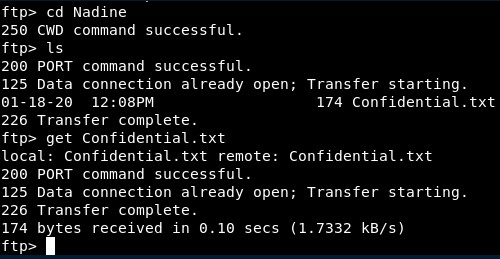 ftp> cd Nadine
250 CWD command successful.
ftp> ls
200 PORT command successful.
125 Data connection already open; Transfer starting.
01-18-20  12:08PM                  174 Confidential.txt
226 Transfer complete.
ftp> get Confidential.txt
local: Confidential.txt remote: Confidential.txt
200 PORT command successful.
125 Data connection already open; Transfer starting.
226 Transfer complete.
174 bytes received in 0.10 secs (1.7332 kB/s)
ftp>